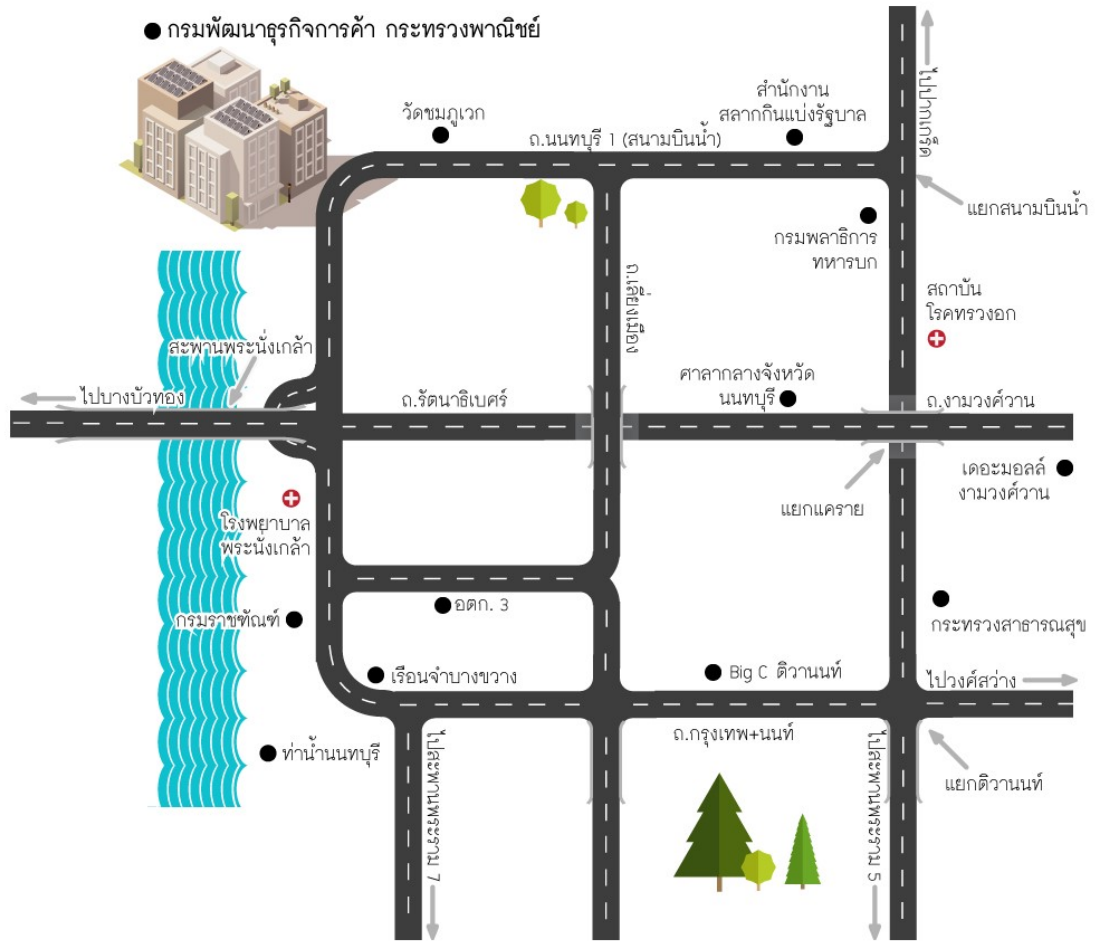 กรมพัฒนาธุรกิจการค้า กระทรวงพาณิชย์
วัดชมภูเวก
สำนักงาน
สลากกินแบ่งรัฐบาล
ถ.นนทบุรี 1 (สนามบินน้ำ)
ไปปากเกร็ด
แยกสนามบินน้ำ
กรมพลาธิการ
ทหารบก
ถ.เลี่ยงเมือง
สถาบัน
โรคทรวงอก
สะพานพระนั่งเกล้า
ไปบางบัวทอง
ถ.รัตนาธิเบศร์
ศาลากลางจังหวัด
นนทบุรี
ถ.งามวงศ์วาน
เดอะมอลล์
งามวงศ์วาน
แยกแคราย
โรงพยาบาล
พระนั่งเกล้า
อตก. 3
กรมราชทัณฑ์
กระทรวงสาธารณสุข
เรือนจำบางขวาง
Big C ติวานนท์
ไปวงศ์สว่าง
ถ.กรุงเทพ+นนท์
ท่าน้ำนนทบุรี
แยกติวานนท์
ไปสะพานพระราม 7
ไปสะพานพระราม 5